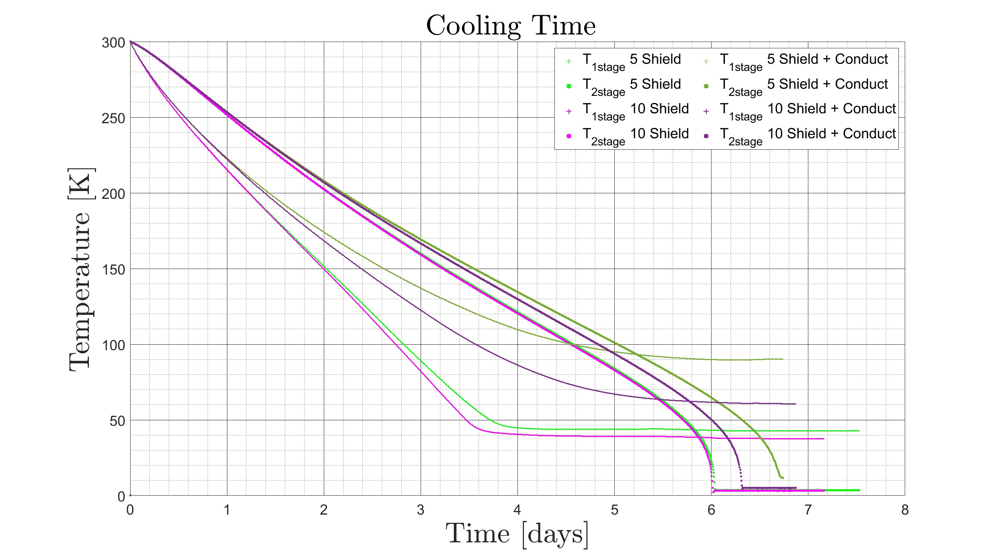 Cooling Time
Temperature [K]
300
250
200
150
100
50
0
T1stage 5 Shield
T2stage 5 Shield
T1stage 10 Shield
T2stage 10 Shield
T1stage 5 Shield + Conduct
T2stage 5 Shield + Conduct
T1stage 10 Shield + Conduct
T2stage 10 Shield + Conduct
0 1 2 3 4 5 6 7 8
Time [days]